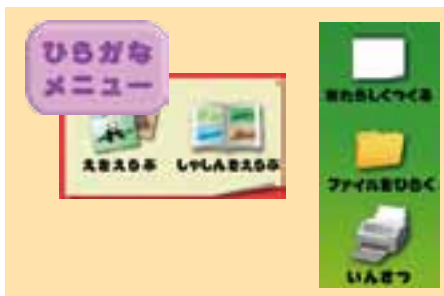 ひらがな
メニュー
えをえらぶ
しゃしんをえらぶ
あたらしくつくる
ファイルをひらく
いんさつ